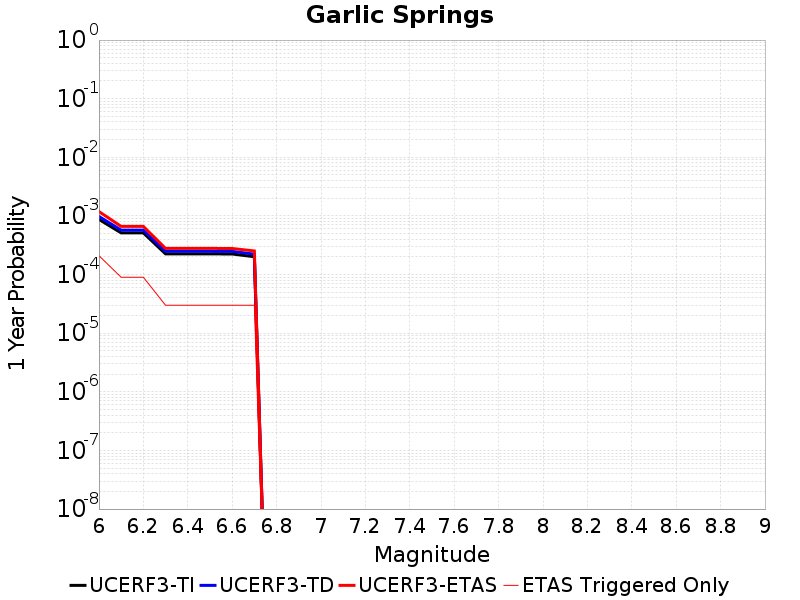 Garlic Springs
1 Year Probability
10^0
10^-1
10^-2
10^-3
10^-4
10^-5
10^-6
10^-7
10^-8
6 6.2 6.4 6.6 6.8 7 7.2 7.4 7.6 7.8 8 8.2 8.4 8.6 8.8 9
Magnitude
UCERF3-TI UCERF3-TD UCERF3-ETAS ETAS Triggered Only